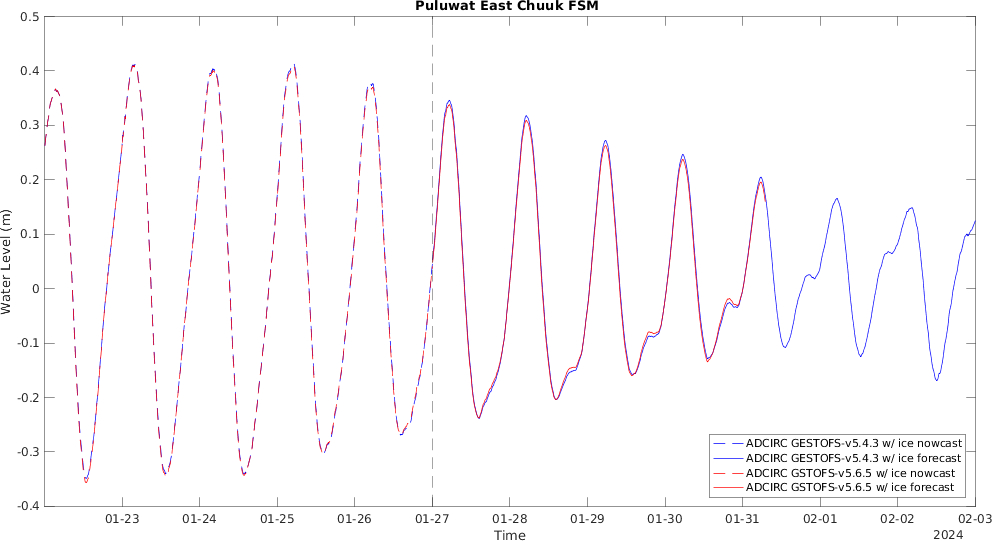 Puluwat East Chuuk FSM
Water Level (m)
0.5
0.4
0.3
0.2
0.1
0
-0.1
-0.2
-0.3
-0.4
ADCIRC GESTOFS-v5.4.3 w/ ice nowcast
ADCIRC GESTOFS-v5.4.3 w/ ice forecast
ADCIRC GSTOFS-v5.6.5 w/ ice nowcast
ADCIRC GSTOFS-v5.6.5 w/ ice forecast
01-23 01-24 01-25 01-26 01-27 01-28 01-29 01-30 01-31 02-01 02-02 02-03
Time
2024